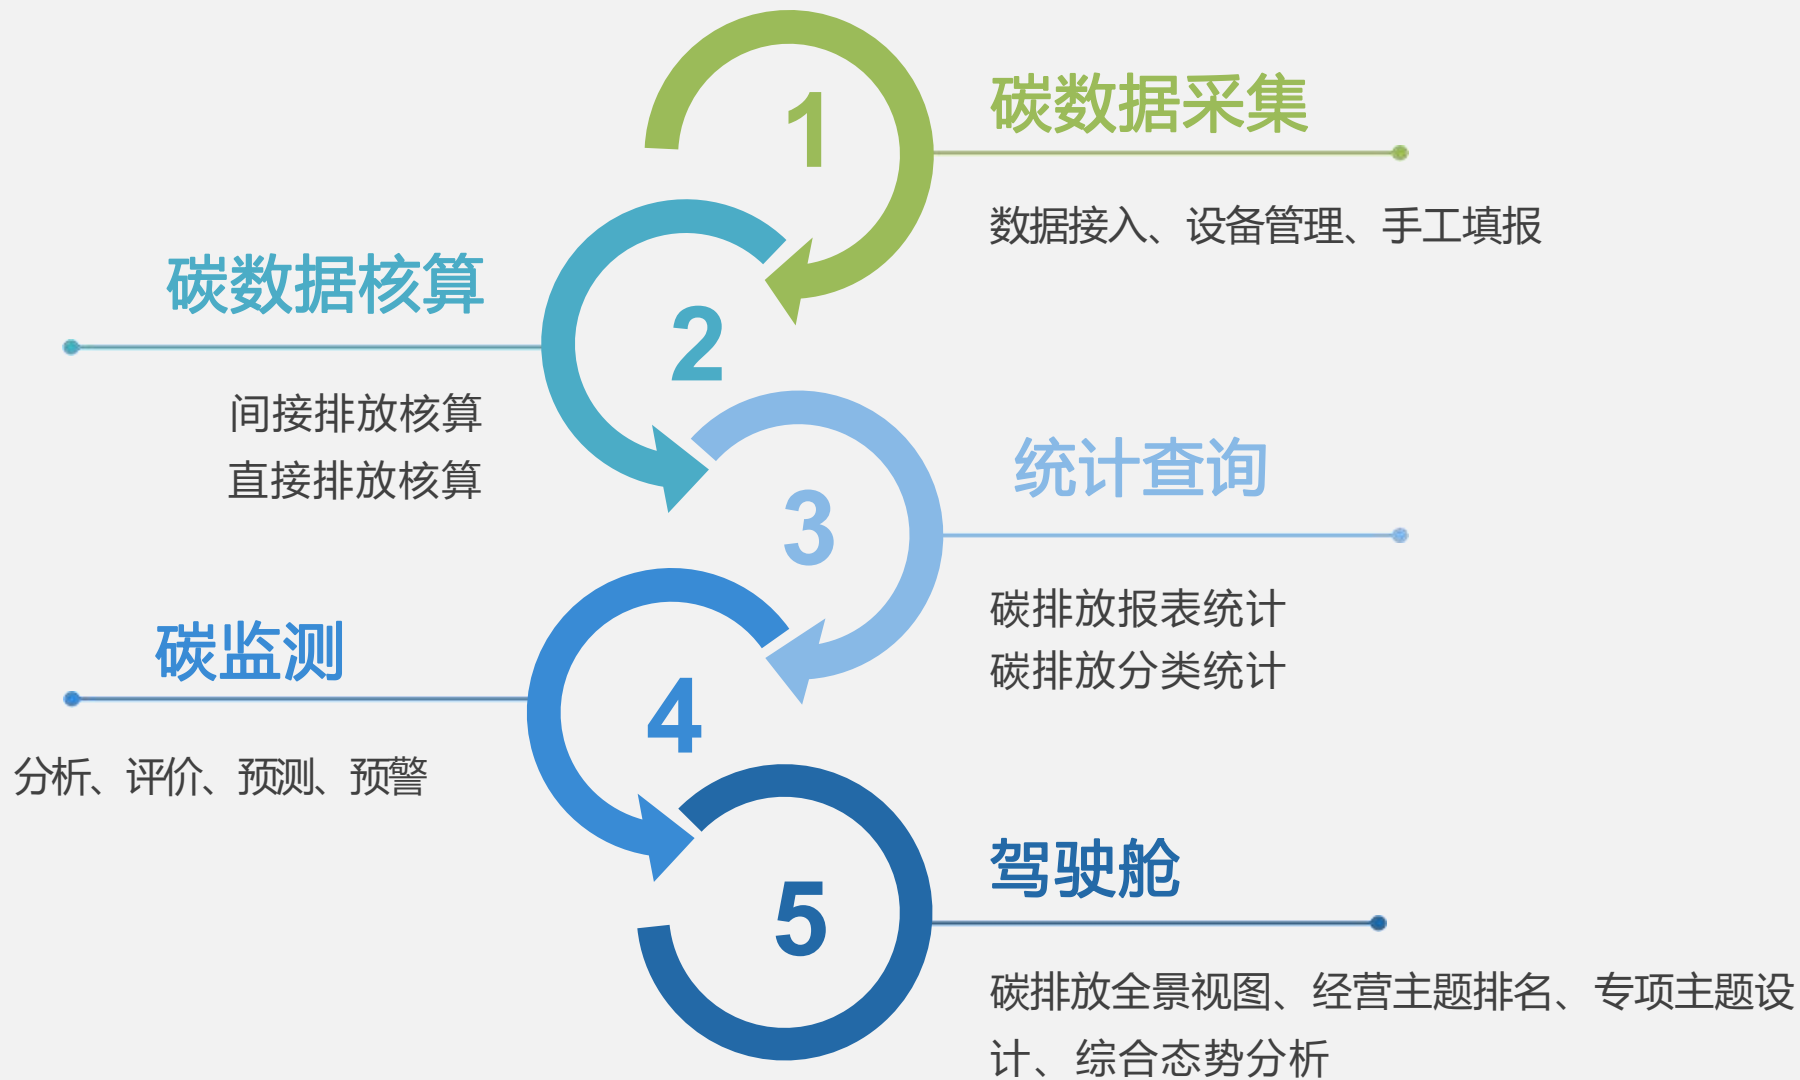 1
碳数据采集
数据接入、设备管理、手工填报
碳数据核算
2
间接排放核算
直接排放核算
统计查询
3
碳排放报表统计
碳排放分类统计
碳监测
4
分析、评价、预测、预警
驾驶舱
5
碳排放全景视图、经营主题排名、专项主题设
计、综合态势分析